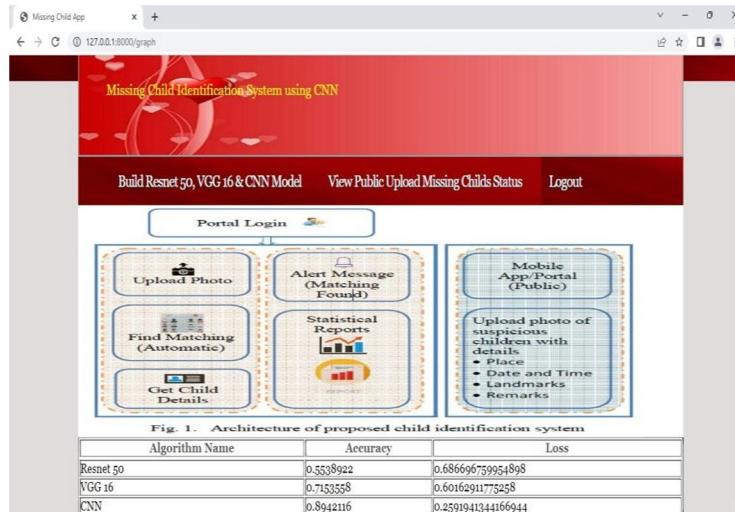 Missing Child App
127.0.0.1:8000/graph
Missing Child Identification System using CNN
Build Resnet 50, VGG 16 & CNN Model View Public Upload Missing Childs Status Logout
Portal Login
Upload Photo
Find Matching
(Automatic)
Get Child
Details
Alert Message
(Matching
Found)
Statistical
Reports
Mobile
App/Portal
(Public)
Upload photo of
suspicious
children with
details
• Place
• Date and Time
• Landmarks
• Remarks
Fig. 1. Architecture of proposed child identification system
Algorithm Name Accuracy Loss
Resnet 50 0.5538922 0.686696759954898
VGG 16 0.7153558 0.60162911775258
CNN 0.8942116 0.2591941344166944